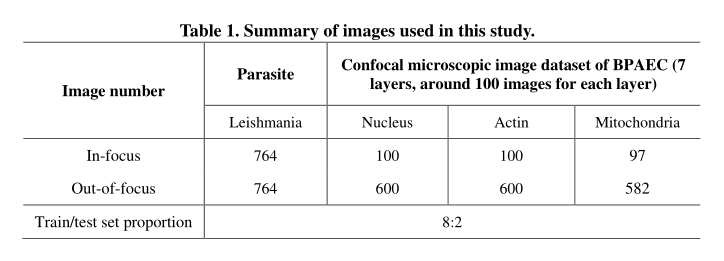 Table 1. Summary of images used in this study.
Image number
Parasite
Confocal microscopic image dataset of BPAEC (7
layers, around 100 images for each layer)
Leishmania Nucleus Actin Mitochondria
In-focus 764 100 100 97
Out-of-focus 764 600 600 582
Train/test set proportion 8:2